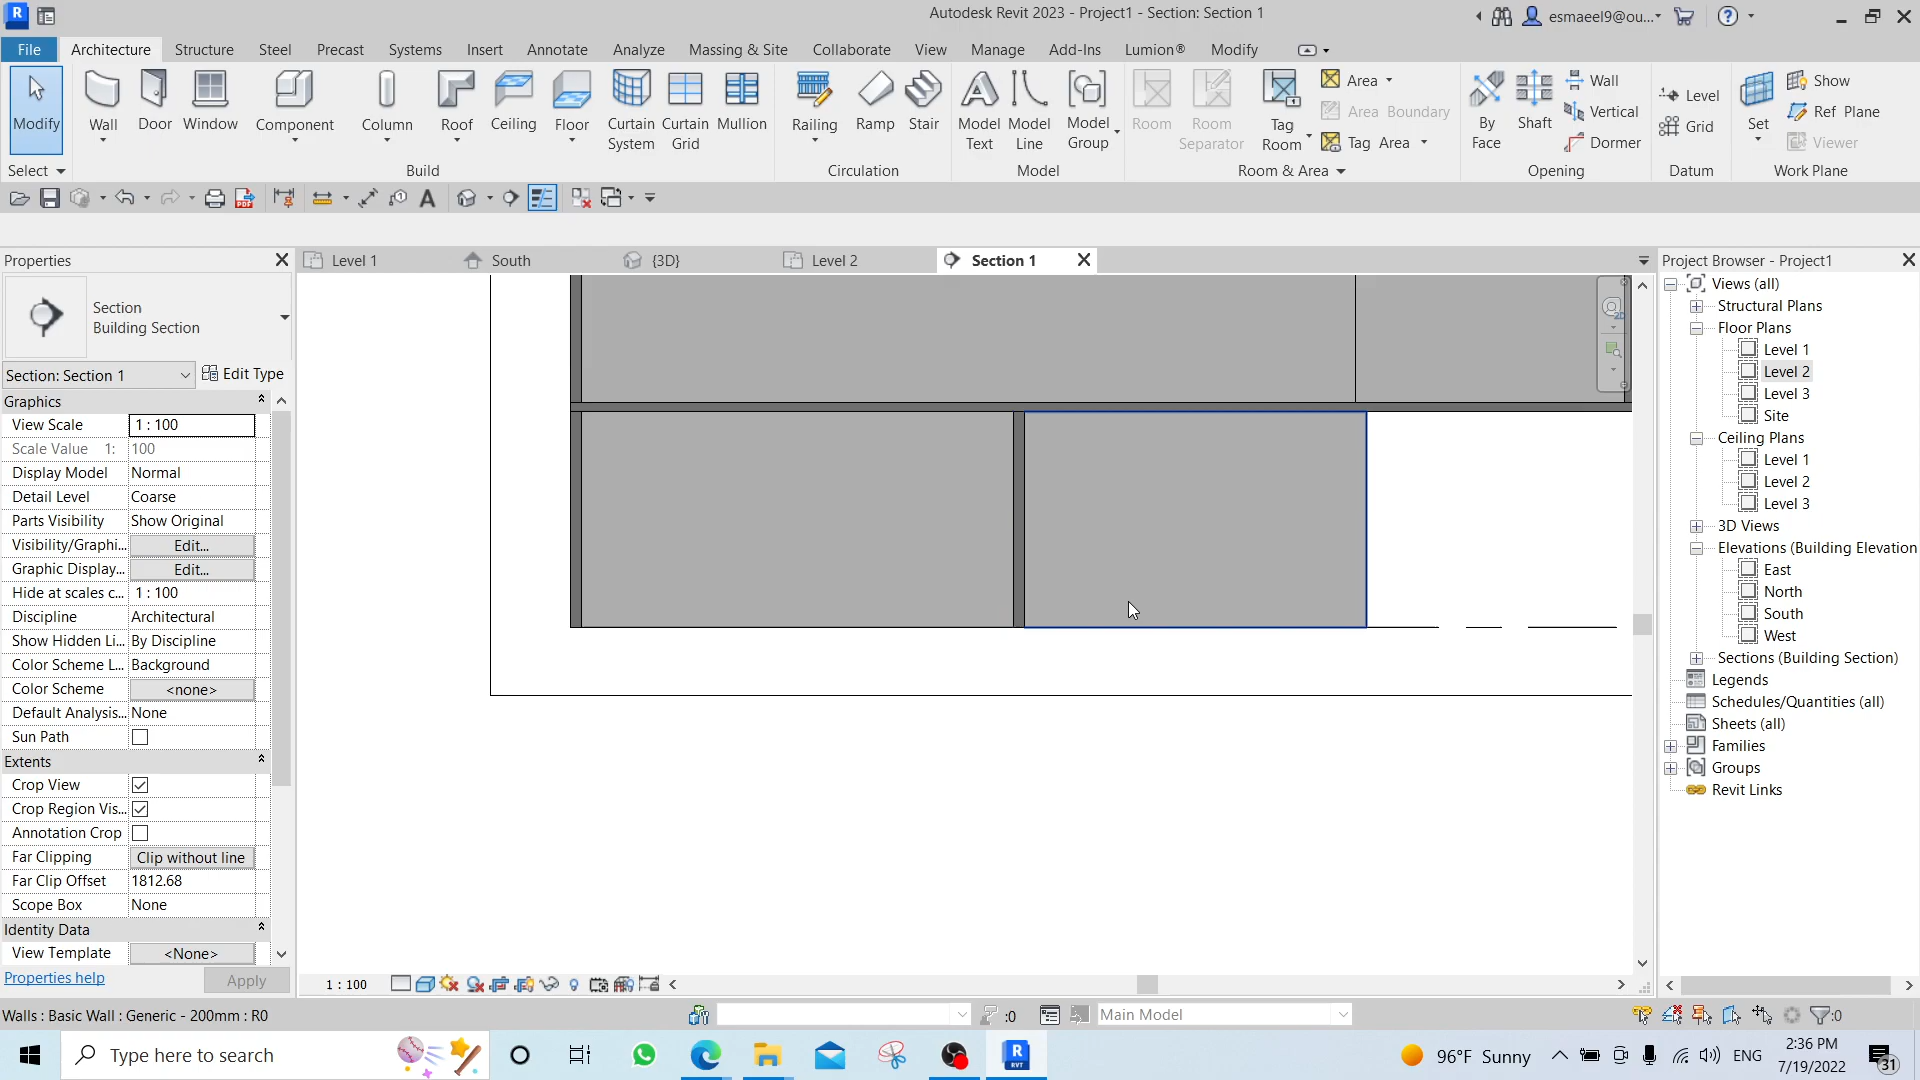 R
Autodesk Revit 2023 - Project1 - Section: Section 1
esmaeel9@ou...
?
File
Architecture
Structure
Steel
Precast
Systems
Insert
Annotate
Analyze
Massing & Site
Collaborate
View
Manage
Add-Ins
Lumion®
Modify
Modify
Wall
Door
Window
Component
Column
Roof
Ceiling
Floor
Curtain
System
Curtain
Grid
Mullion
Railing
Ramp
Stair
Model
Text
Model
Line
Model
Group
Room
Room
Separator
Tag
Room
Area
Area Boundary
Tag Area
By
Face
Shaft
Wall
Vertical
Dormer
Level
Grid
Set
Show
Ref Plane
Viewer
Select
Build
Circulation
Model
Room & Area
Opening
Datum
Work Plane
PDF
A
Properties
Level 1
South
{3D}
Level 2
Section 1
Project Browser - Project1
Section
Building Section
Section: Section 1
Edit Type
Graphics
View Scale
1 : 100
Scale Value 1:
100
Display Model
Normal
Detail Level
Coarse
Parts Visibility
Show Original
Visibility/Graphi...
Edit...
Graphic Display...
Edit...
Hide at scales c...
1 : 100
Discipline
Architectural
Show Hidden Li...
By Discipline
Color Scheme L...
Background
Color Scheme
<none>
Default Analysis...
None
Sun Path
Extents
Crop View
Crop Region Vis...
Annotation Crop
Far Clipping
Clip without line
Far Clip Offset
1812.68
Scope Box
None
Identity Data
View Template
<None>
Properties help
Apply
Views (all)
Structural Plans
Floor Plans
Level 1
Level 2
Level 3
Site
Ceiling Plans
Level 1
Level 2
Level 3
3D Views
Elevations (Building Elevation
East
North
South
West
Sections (Building Section)
Legends
Schedules/Quantities (all)
Sheets (all)
Families
Groups
Revit Links
1 : 100
Walls : Basic Wall : Generic - 200mm : R0
:0
Main Model
:0
Type here to search
R
RVT
96°F Sunny
ENG
2:36 PM
7/19/2022
31